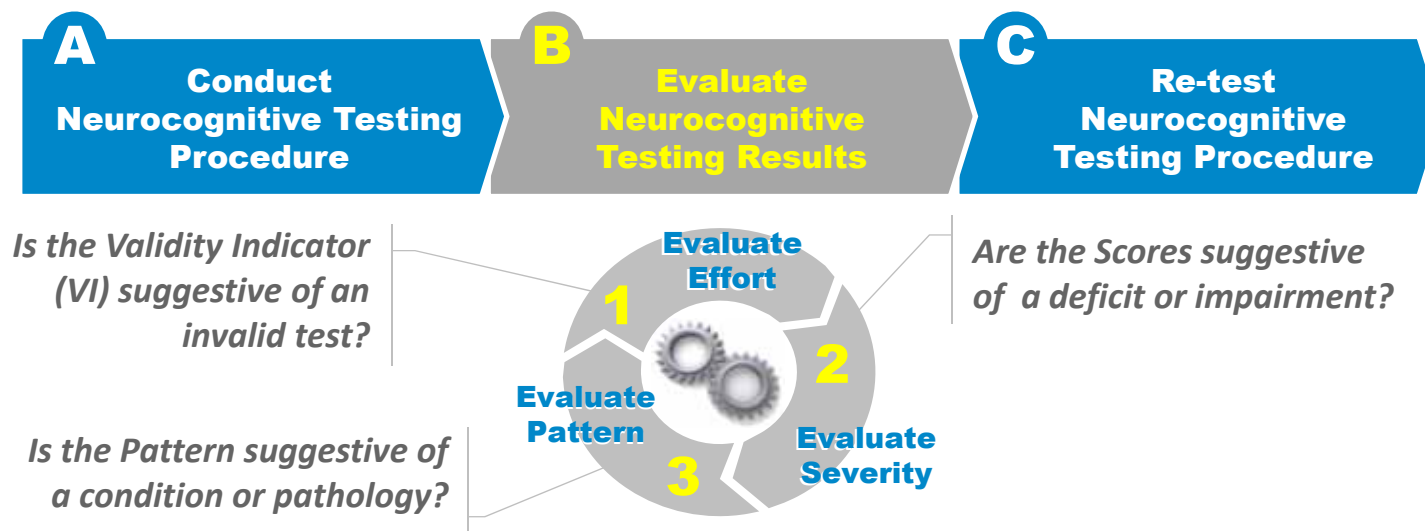 A
Conduct
Neurocognitive Testing
Procedure
B
Evaluate
Neurocognitive
Testing Results
C
Re-test
Neurocognitive
Testing Procedure
Is the Validity Indicator
(VI) suggestive of an
invalid test?
1
Evaluate
Effort
Are the Scores suggestive
of a deficit or impairment?
2
Evaluate
Severity
Evaluate
Pattern
3
Is the Pattern suggestive of
a condition or pathology?